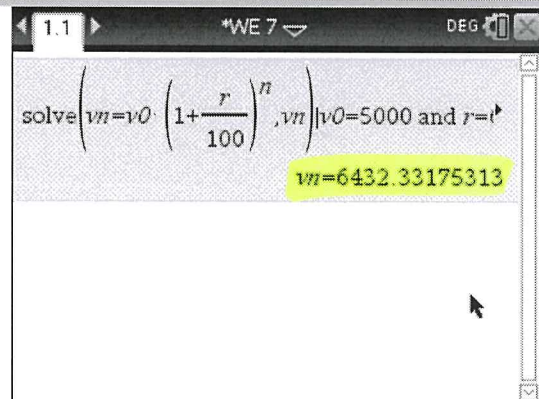 1.1 *WE 7 DEG
solve(vn=v0·(1+r/100)^n,vn)|v0=5000 and r=
vn=6432.33175313